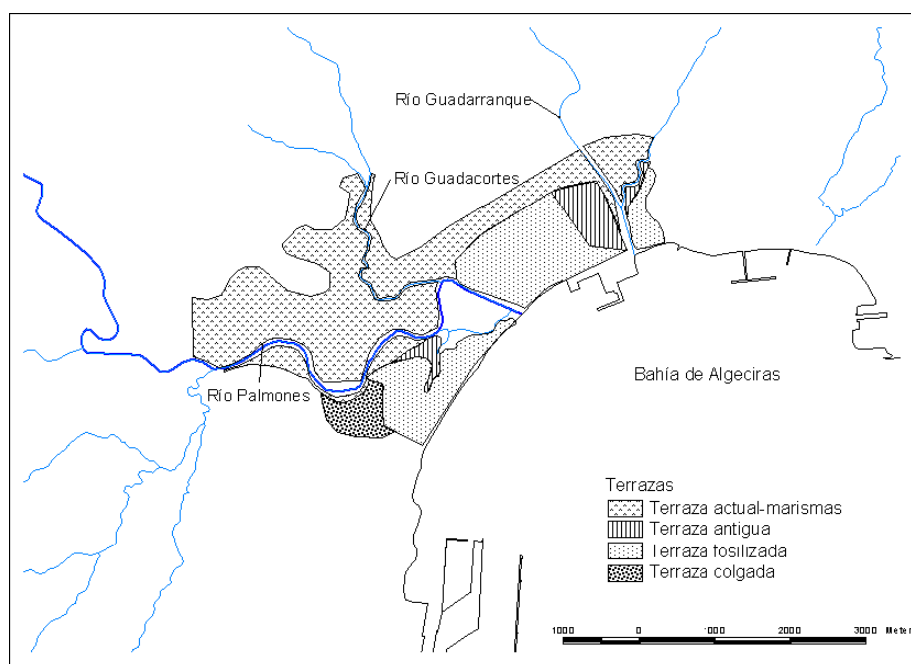 Río Guadarranque
Río Guadacortes
Bahía de Algeciras
Río Palmones
Terrazas
Terraza actual-marismas
Terraza antigua
Terraza fosilizada
Terraza colgada
1000 0 1000 2000 3000 Meters